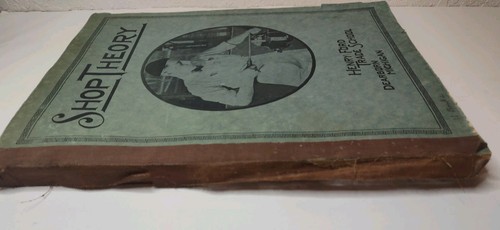 Shop Theory
Henry Ford
Trade School
Dearborn
Michigan